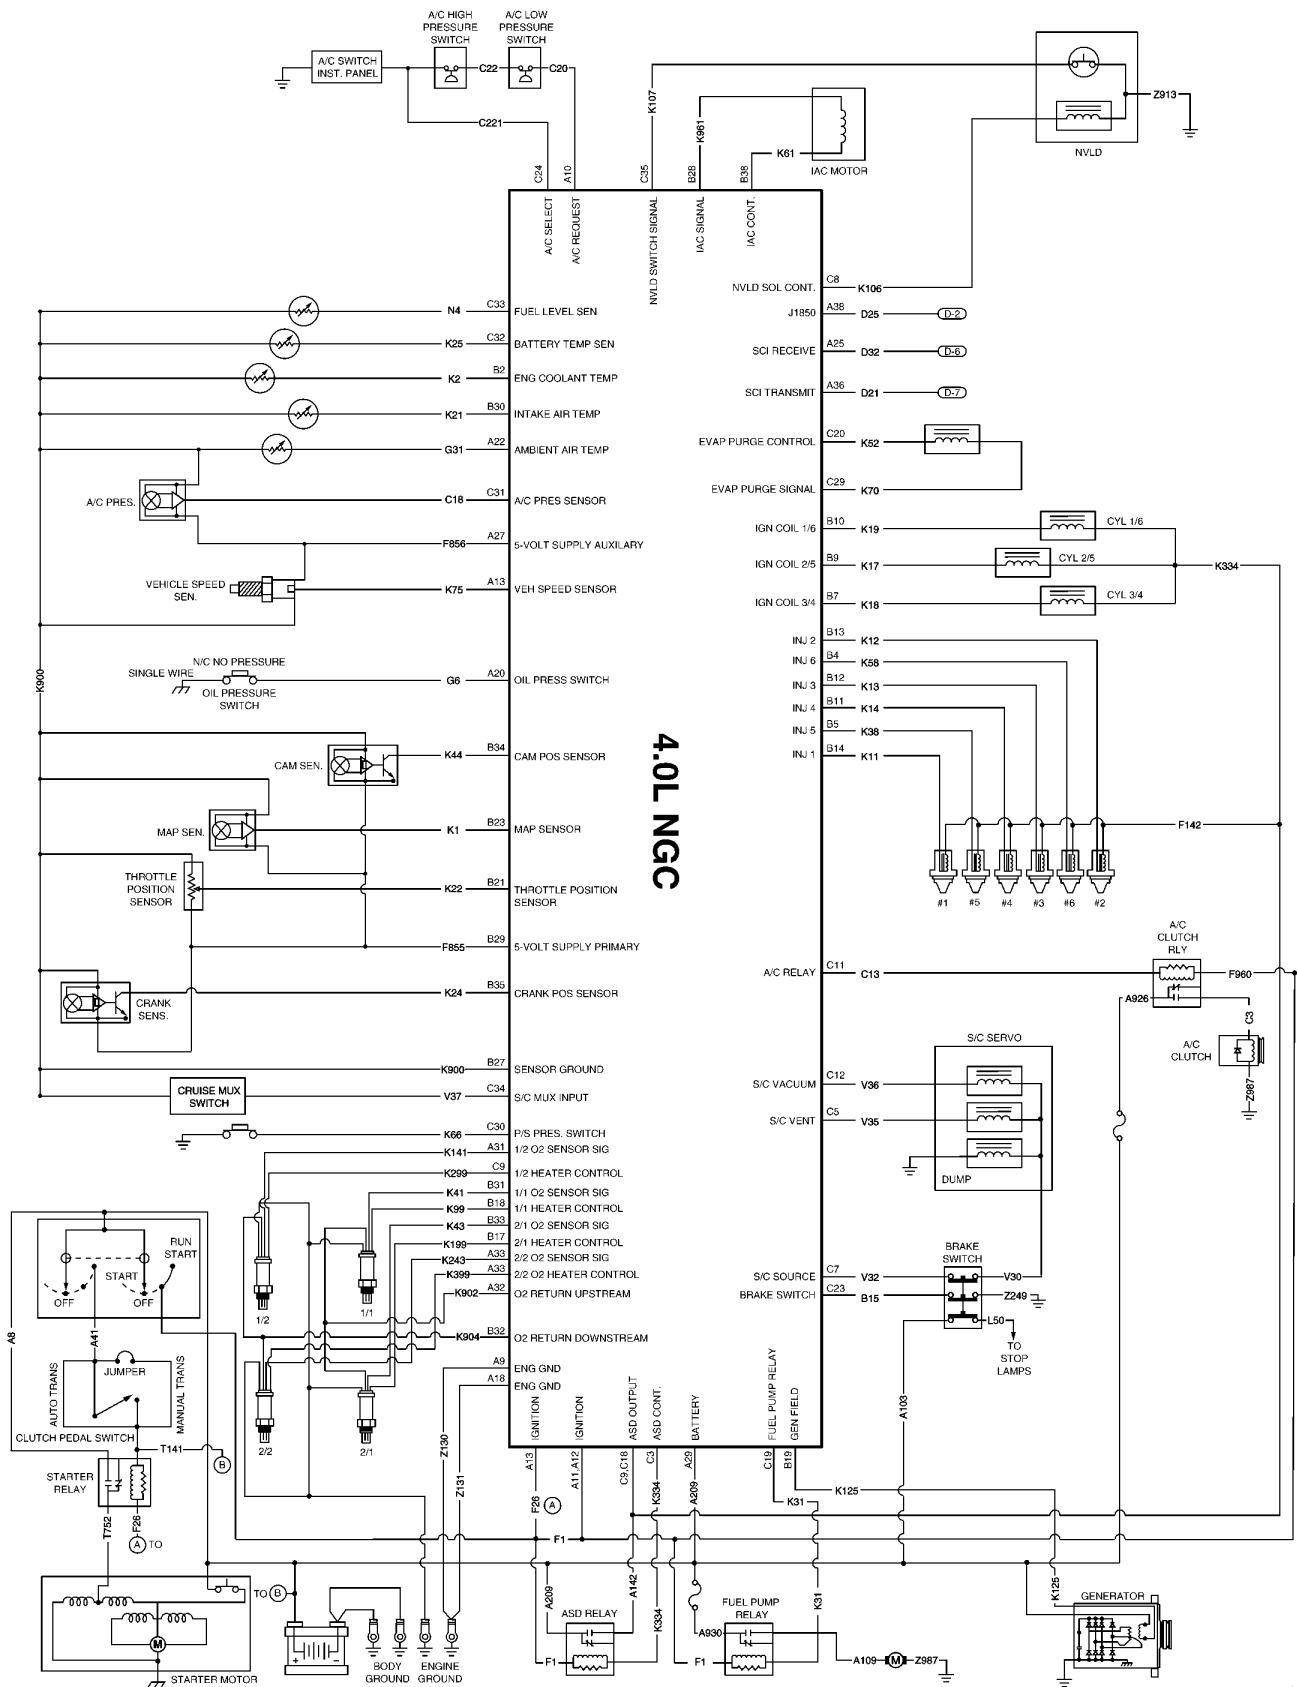 A/C HIGH
PRESSURE
SWITCH
A/C LOW
PRESSURE
SWITCH
A/C SWITCH
INST. PANEL
C22
C20
C221
K107
K961
K61
IAC MOTOR
Z913
NVLD
C24
A10
C35
B28
B38
A/C SELECT
A/C REQUEST
NVLD SWITCH SIGNAL
IAC SIGNAL
IAC CONT.
4.0L NGC
N4
C33
FUEL LEVEL SEN
K25
C32
BATTERY TEMP SEN
K2
B2
ENG COOLANT TEMP
K21
B30
INTAKE AIR TEMP
G31
A22
AMBIENT AIR TEMP
A/C PRES.
C18
C31
A/C PRES SENSOR
F856
A27
5-VOLT SUPPLY AUXILARY
VEHICLE SPEED
SEN.
K75
A13
VEH SPEED SENSOR
K900
N/C NO PRESSURE
SINGLE WIRE
OIL PRESSURE
SWITCH
G6
A20
OIL PRESS SWITCH
CAM SEN.
K44
B34
CAM POS SENSOR
MAP SEN.
K1
B23
MAP SENSOR
THROTTLE
POSITION
SENSOR
K22
B21
THROTTLE POSITION
SENSOR
F855
B29
5-VOLT SUPPLY PRIMARY
CRANK
SENS.
K24
B35
CRANK POS SENSOR
K900
B27
SENSOR GROUND
CRUISE MUX
SWITCH
V37
C34
S/C MUX INPUT
K66
C30
P/S PRES. SWITCH
K141
A31
1/2 O2 SENSOR SIG
K299
C9
1/2 HEATER CONTROL
K41
B31
1/1 O2 SENSOR SIG
K99
B18
1/1 HEATER CONTROL
K43
B33
2/1 O2 SENSOR SIG
K199
B17
2/1 HEATER CONTROL
K243
A33
2/2 O2 SENSOR SIG
K399
A33
2/2 O2 HEATER CONTROL
K902
A32
O2 RETURN UPSTREAM
K904
B32
O2 RETURN DOWNSTREAM
A9
ENG GND
A18
ENG GND
1/2
1/1
2/2
2/1
NVLD SOL CONT.
C8
K106
J1850
A38
D25
D-2
SCI RECEIVE
A25
D32
D-6
SCI TRANSMIT
A36
D21
D-7
EVAP PURGE CONTROL
C20
K52
EVAP PURGE SIGNAL
C29
K70
IGN COIL 1/6
B10
K19
CYL 1/6
IGN COIL 2/5
B9
K17
CYL 2/5
K334
IGN COIL 3/4
B7
K18
CYL 3/4
INJ 2
B13
K12
INJ 6
B4
K58
INJ 3
B12
K13
INJ 4
B11
K14
INJ 5
B5
K38
INJ 1
B14
K11
F142
#1
#5
#4
#3
#6
#2
A/C
CLUTCH
RLY
A/C RELAY
C11
C13
F960
A926
C3
A/C
CLUTCH
Z987
S/C SERVO
S/C VACUUM
C12
V36
S/C VENT
C5
V35
DUMP
BRAKE
SWITCH
S/C SOURCE
C7
V32
V30
BRAKE SWITCH
C23
B15
Z249
L50
TO
STOP
LAMPS
A103
IGNITION
IGNITION
ASD OUTPUT
ASD CONT.
BATTERY
FUEL PUMP RELAY
GEN FIELD
A13
A11, A12
C9, C18
C3
A29
C19
B19
F26
A
K334
A209
K31
K125
F1
Z130
Z131
RUN
START
START
OFF
OFF
A8
A41
AUTO TRANS
JUMPER
MANUAL TRANS
CLUTCH PEDAL SWITCH
T141
B
STARTER
RELAY
T752
F26
A TO
STARTER MOTOR
M
TO B
+
-
BODY
GROUND
ENGINE
GROUND
A209
ASD RELAY
F1
A142
K334
FUEL PUMP
RELAY
A930
F1
K31
A109
M
Z987
K125
GENERATOR